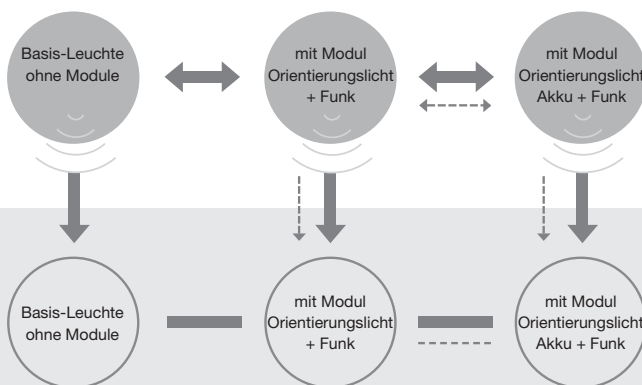 Basis-Leuchte
ohne Module
mit Modul
Orientierungslicht
+ Funk
mit Modul
Orientierungslicht
Akku + Funk
Basis-Leuchte
ohne Module
mit Modul
Orientierungslicht
+ Funk
mit Modul
Orientierungslicht
Akku + Funk